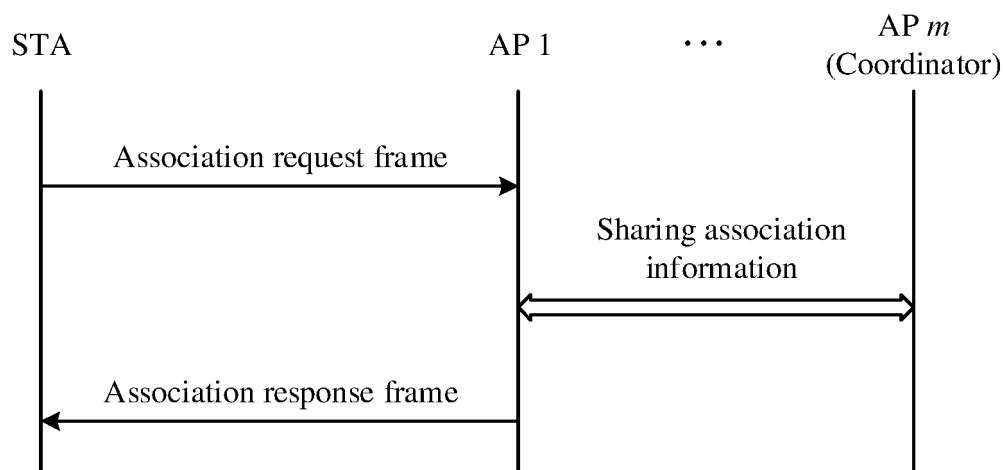 STA
AP 1
...
AP m
(Coordinator)
Association request frame
Sharing association
information
Association response frame